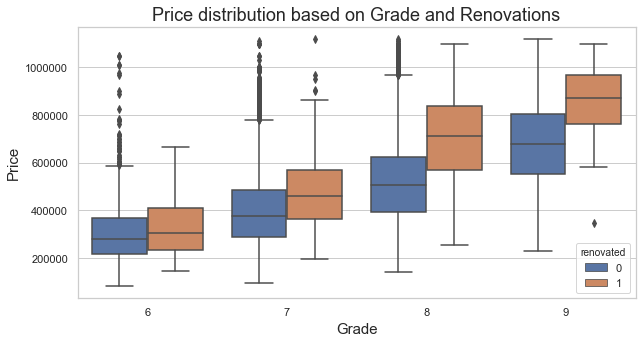 Price distribution based on Grade and Renovations
Price
1000000
800000
600000
400000
200000
6 7 8 9
Grade
renovated
0
1